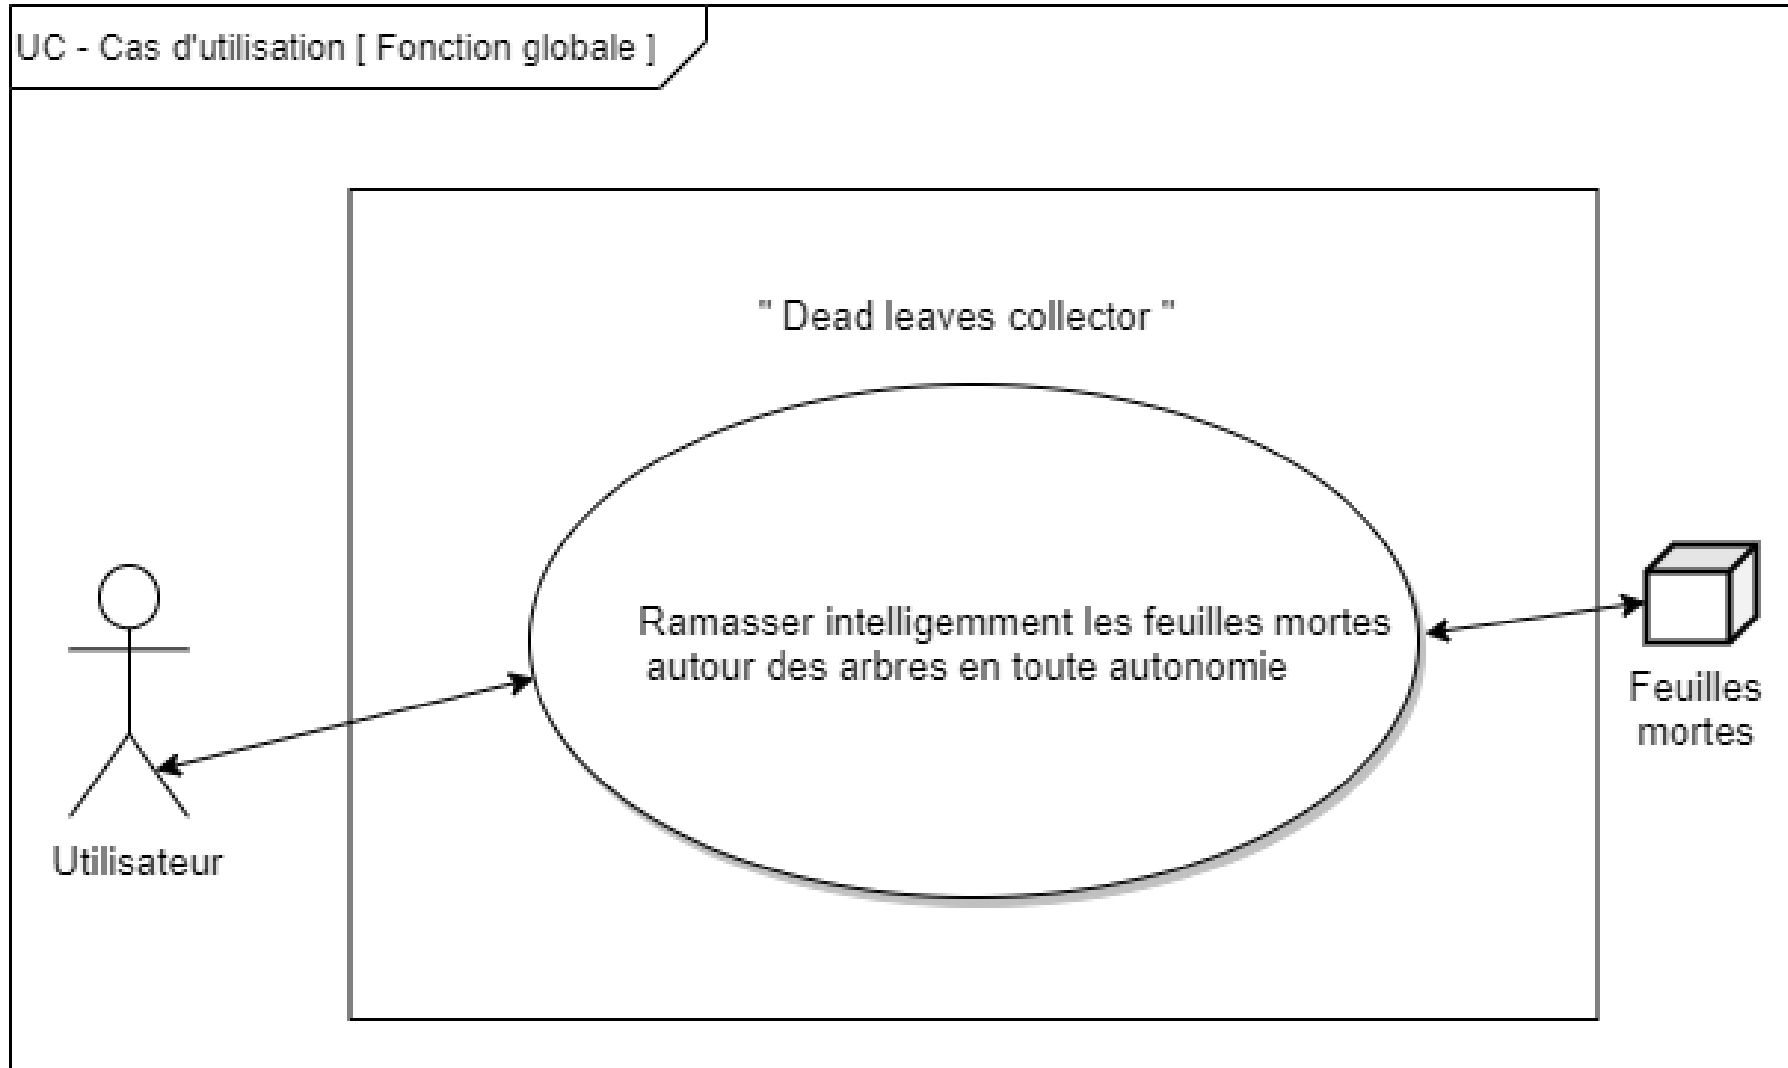 UC - Cas d'utilisation [ Fonction globale ]
" Dead leaves collector "
Ramasser intelligemment les feuilles mortes
autour des arbres en toute autonomie
Utilisateur
Feuilles
mortes